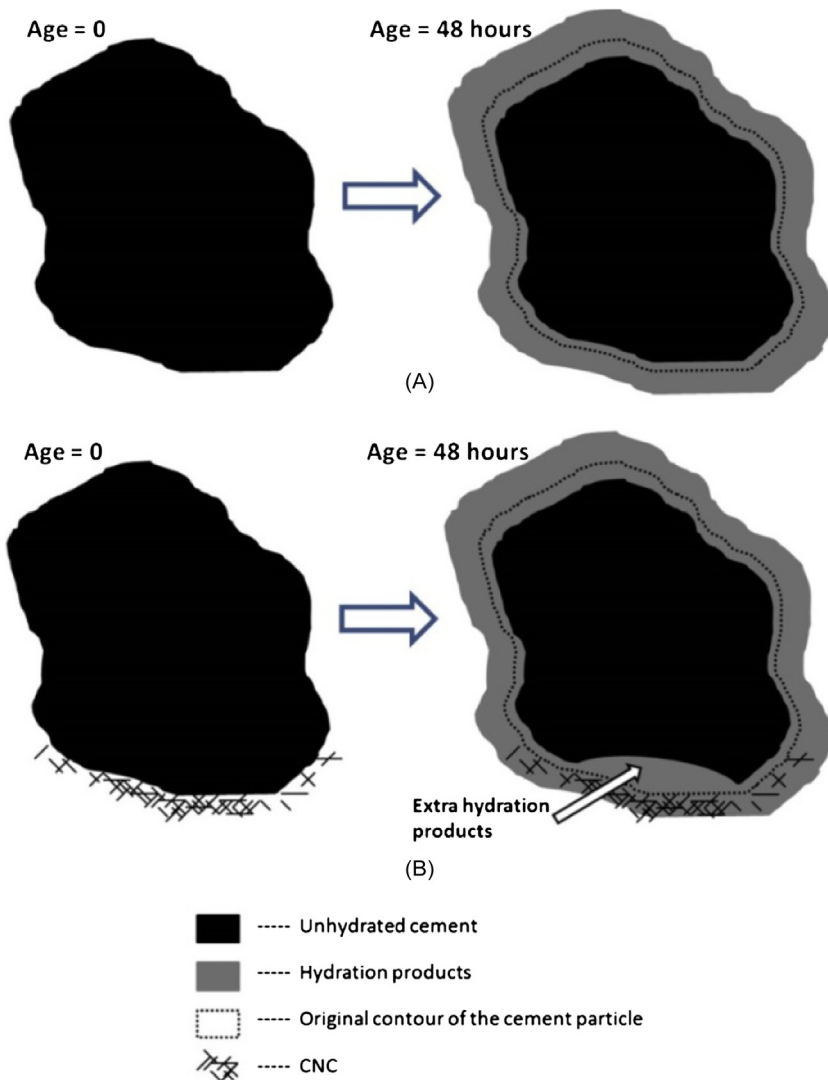 Age = 0
Age = 48 hours
(A)
Age = 0
Age = 48 hours
Extra hydration
products
(B)
Unhydrated cement
Hydration products
Original contour of the cement particle
CNC